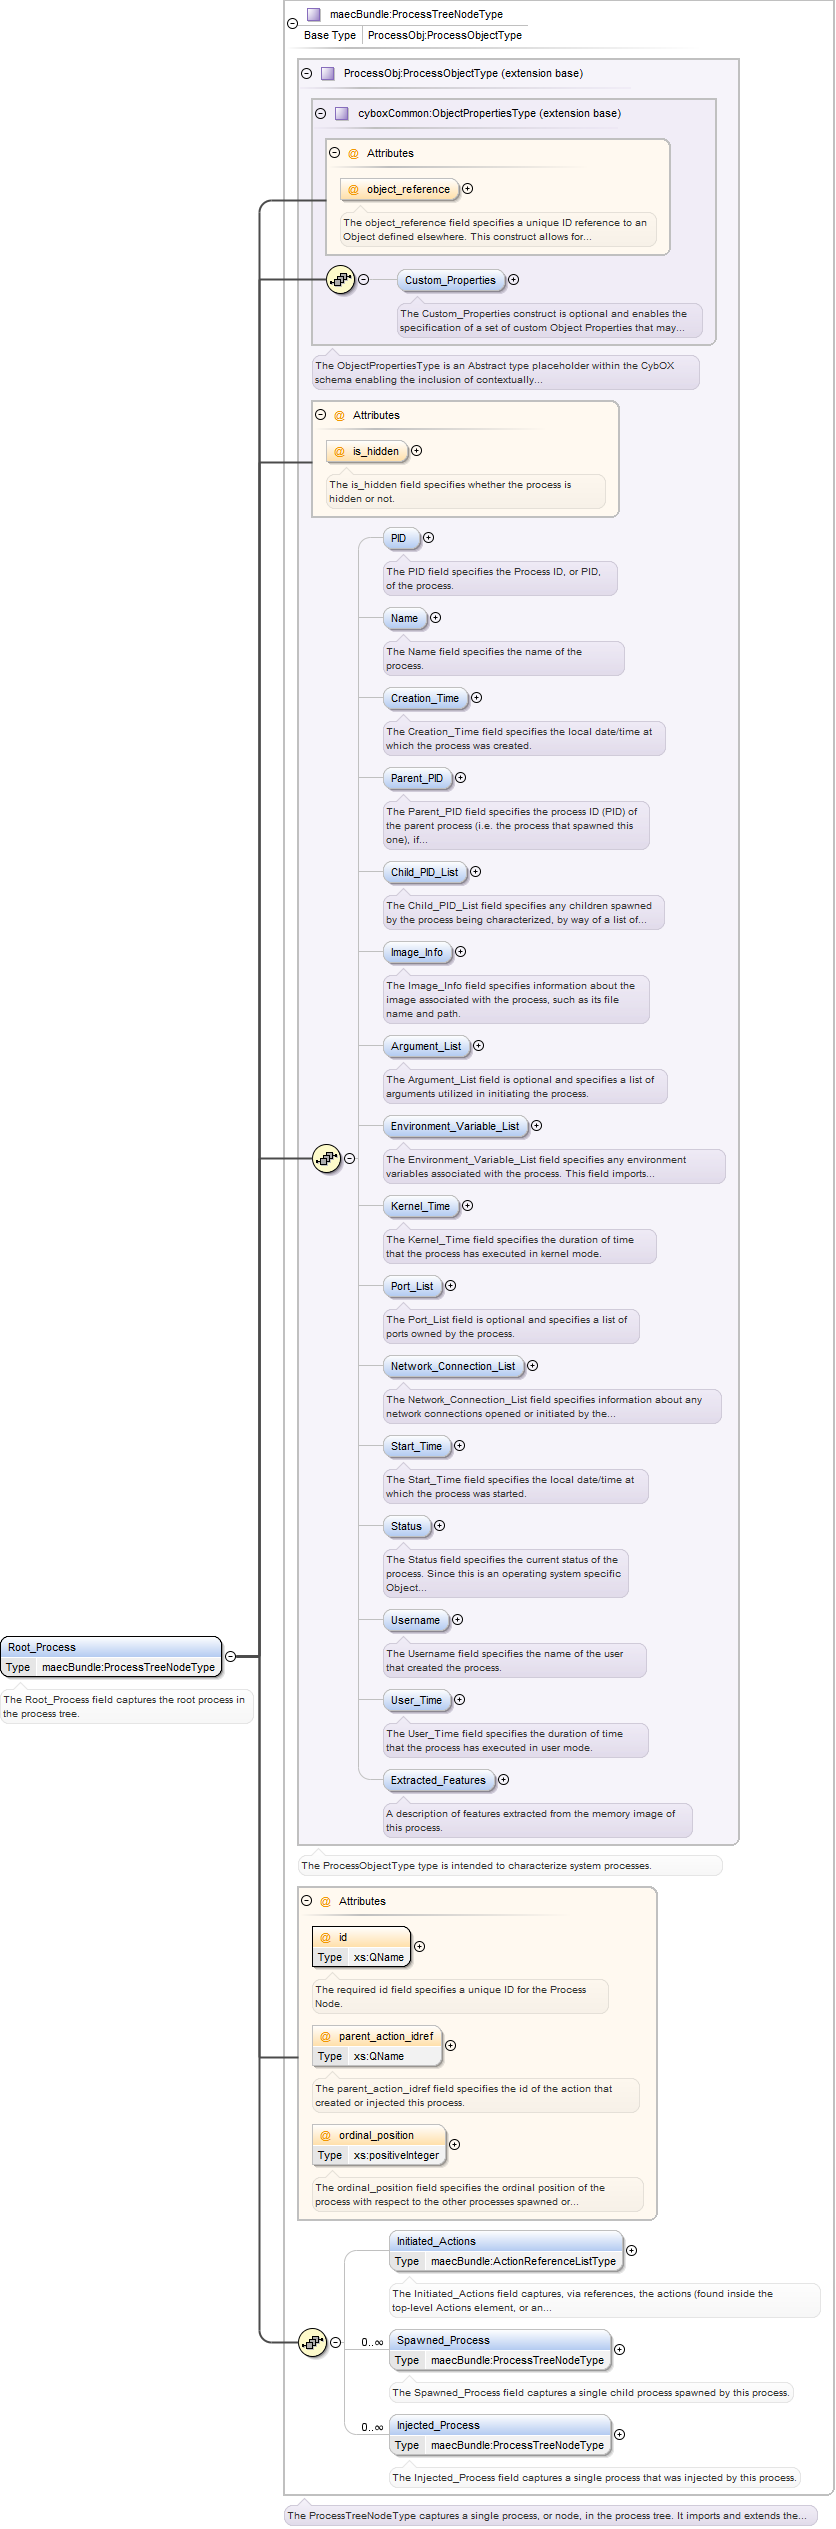 maecBundle:ProcessTreeNodeType
Base Type ProcessObj:ProcessObjectType
ProcessObj:ProcessObjectType (extension base)
cyboxCommon:ObjectPropertiesType (extension base)
@ Attributes
@ object_reference
The object_reference field specifies a unique ID reference to an
Object defined elsewhere. This construct allows for...
Custom_Properties
The Custom_Properties construct is optional and enables the
specification of a set of custom Object Properties that may...
The ObjectPropertiesType is an Abstract type placeholder within the CybOX
schema enabling the inclusion of contextually...
@ Attributes
@ is_hidden
The is_hidden field specifies whether the process is
hidden or not.
PID
The PID field specifies the Process ID, or PID,
of the process.
Name
The Name field specifies the name of the
process.
Creation_Time
The Creation_Time field specifies the local date/time at
which the process was created.
Parent_PID
The Parent_PID field specifies the process ID (PID) of
the parent process (i.e. the process that spawned this
one), if...
Child_PID_List
The Child_PID_List field specifies any children spawned
by the process being characterized, by way of a list of...
Image_Info
The Image_Info field specifies information about the
image associated with the process, such as its file
name and path.
Argument_List
The Argument_List field is optional and specifies a list of
arguments utilized in initiating the process.
Environment_Variable_List
The Environment_Variable_List field specifies any environment
variables associated with the process. This field imports...
Kernel_Time
The Kernel_Time field specifies the duration of time
that the process has executed in kernel mode.
Port_List
The Port_List field is optional and specifies a list of
ports owned by the process.
Network_Connection_List
The Network_Connection_List field specifies information about any
network connections opened or initiated by the...
Start_Time
The Start_Time field specifies the local date/time at
which the process was started.
Status
The Status field specifies the current status of the
process. Since this is an operating system specific
Object...
Username
The Username field specifies the name of the user
that created the process.
Root_Process
Type maecBundle:ProcessTreeNodeType
The Root_Process field captures the root process in
the process tree.
User_Time
The User_Time field specifies the duration of time
that the process has executed in user mode.
Extracted_Features
A description of features extracted from the memory image of
this process.
The ProcessObjectType type is intended to characterize system processes.
@ Attributes
@ id
Type xs:QName
The required id field specifies a unique ID for the Process
Node.
@ parent_action_idref
Type xs:QName
The parent_action_idref field specifies the id of the action that
created or injected this process.
@ ordinal_position
Type xs:positiveInteger
The ordinal_position field specifies the ordinal position of the
process with respect to the other processes spawned or...
Initiated_Actions
Type maecBundle:ActionReferenceListType
The Initiated_Actions field captures, via references, the actions (found inside the
top-level Actions element, or an...
0..∞ Spawned_Process
Type maecBundle:ProcessTreeNodeType
The Spawned_Process field captures a single child process spawned by this process.
0..∞ Injected_Process
Type maecBundle:ProcessTreeNodeType
The Injected_Process field captures a single process that was injected by this process.
The ProcessTreeNodeType captures a single process, or node, in the process tree. It imports and extends the...